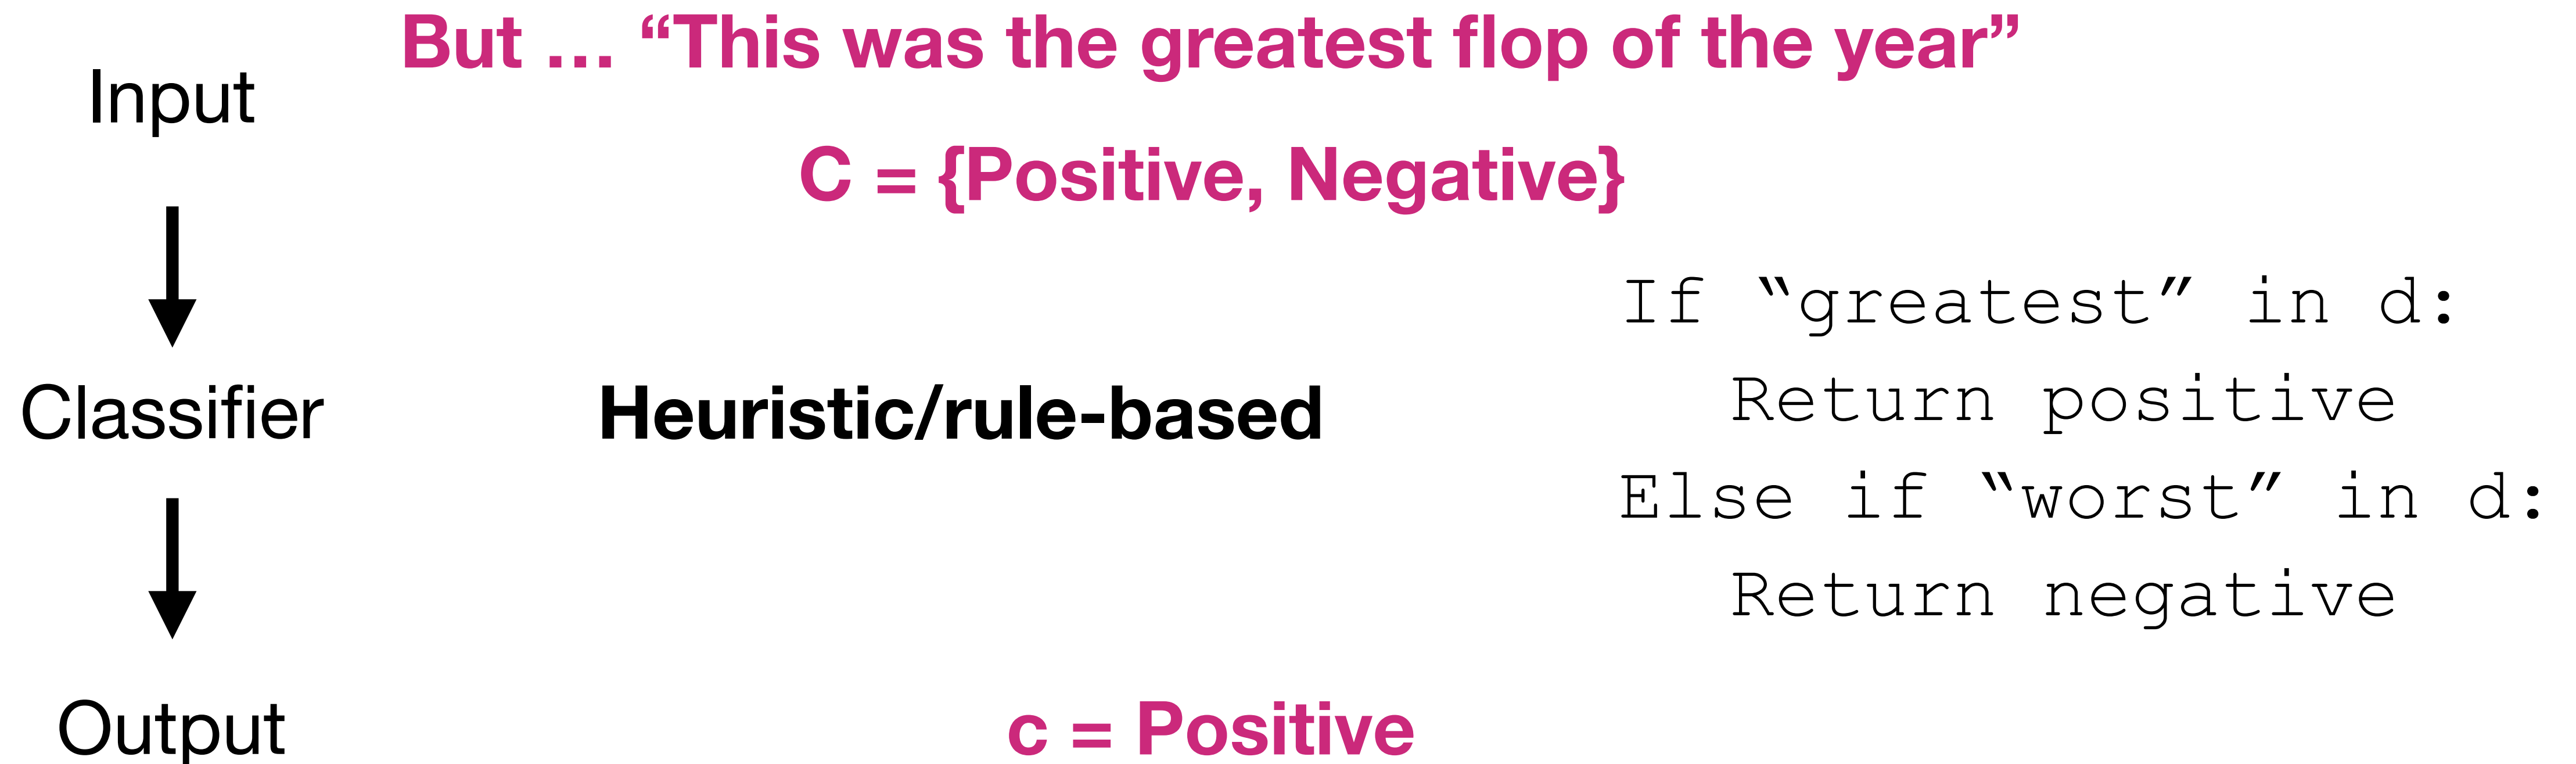 But … “This was the greatest flop of the year”
Input
C = {Positive, Negative}
If “greatest” in d:
Return positive
Classifier
Heuristic/rule-based
Else if “worst” in d:
Return negative
Output
c = Positive